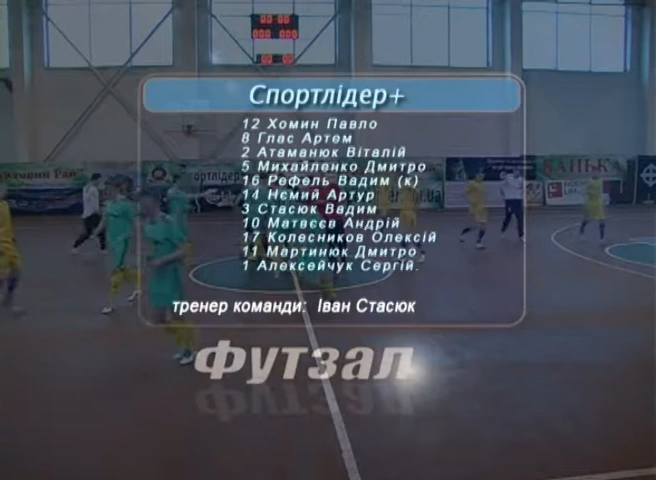 Спортлідер+
12 Хомин Павло
8 Глас Артем
2 Атаманюк Віталій
5 Михайленко Дмитро
16 Рефель Вадим (к)
14 Нємий Артур
3 Стасюк Вадим
10 Матвєєв Андрій
17 Колесников Олексій
11 Мартинюк Дмитро
1 Алексейчук Сергій.
тренер команди: Іван Стасюк
футзал